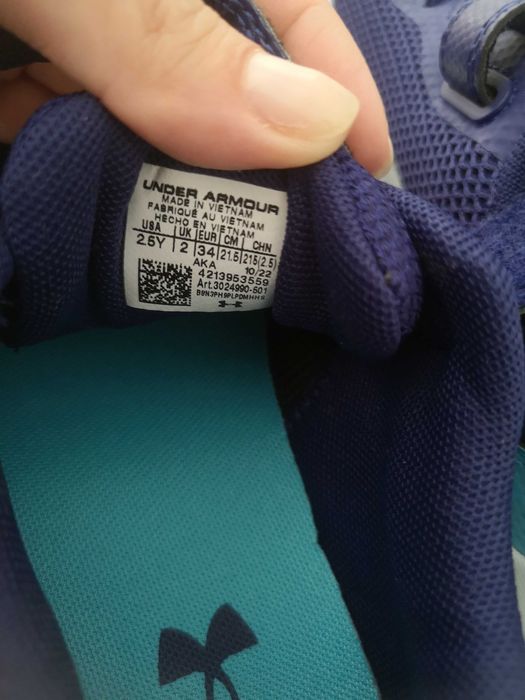 UNDER ARMOUR
MADE IN VIETNAM
FABRIQUÉ AU VIETNAM
HECHO EN VIETNAM
USA UK EUR CM CHN
2.5Y 2 34 21.5 215(2.5)
AKA 10/22
4213953559
Art.3024990-501